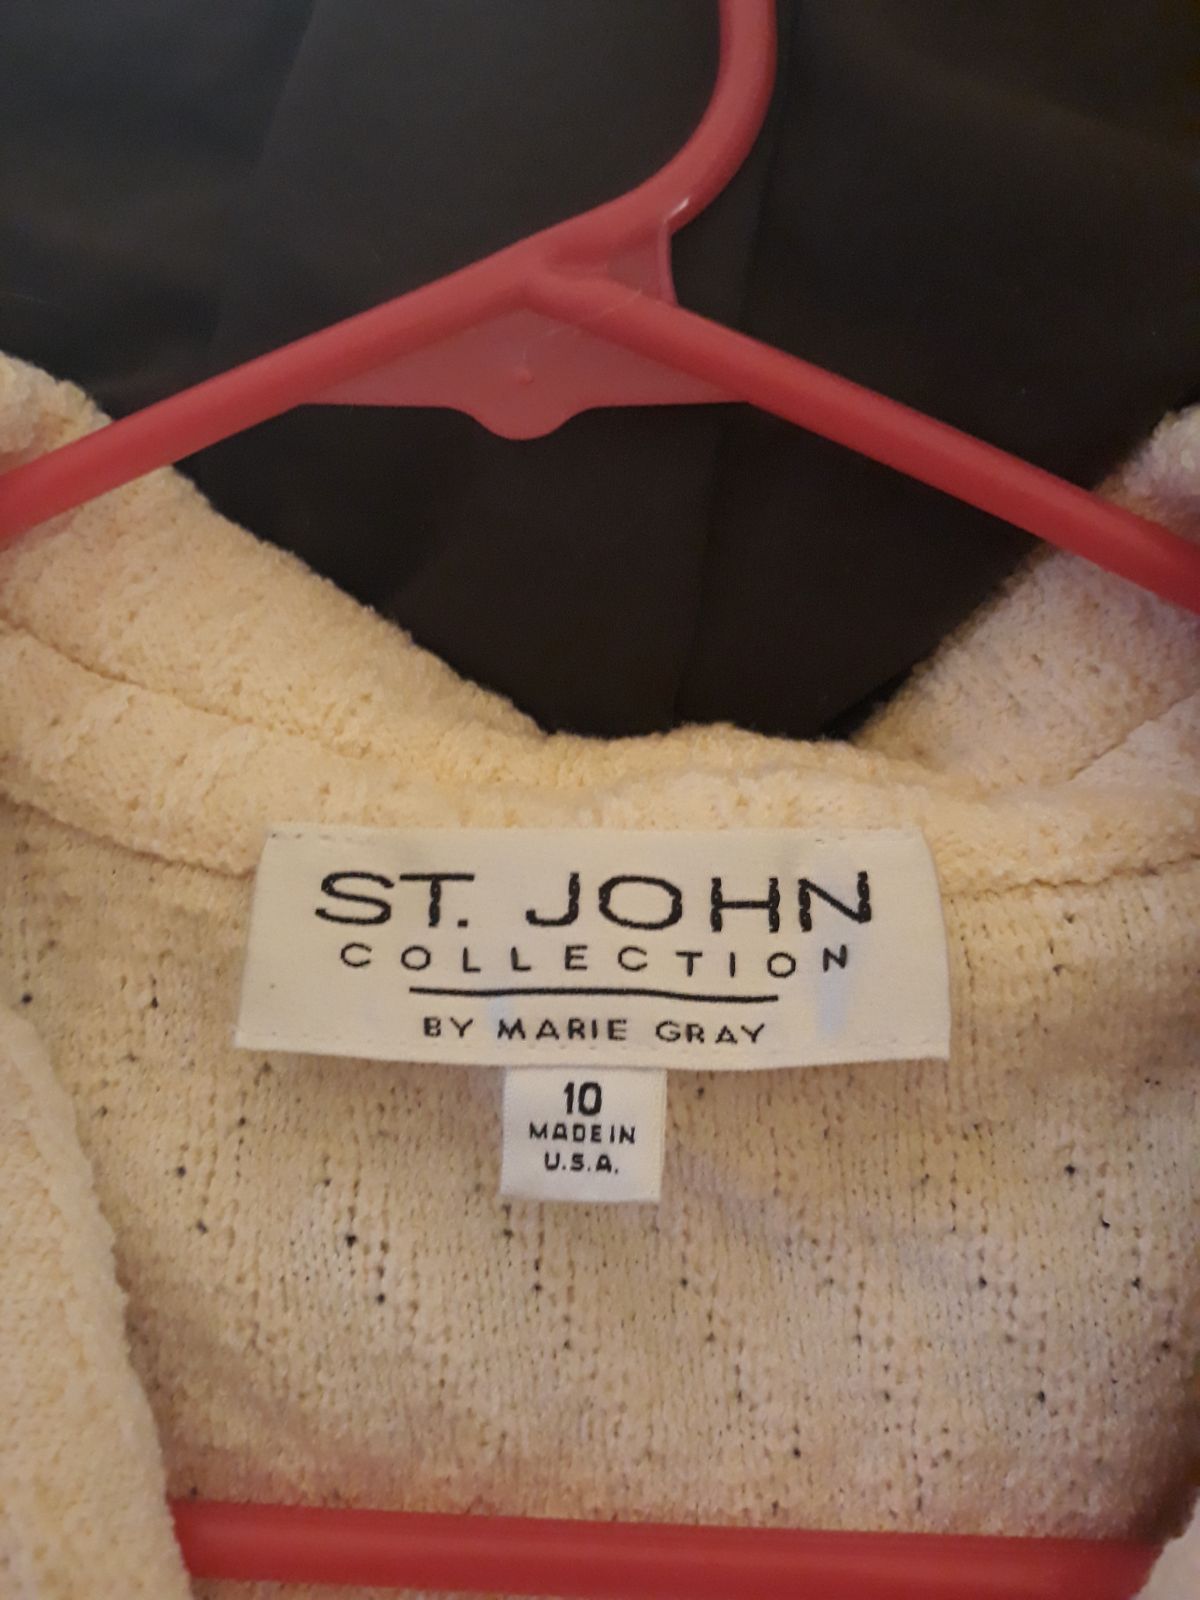 ST. JOHN
COLLECTION
BY MARIE GRAY
10
MADE IN
U.S.A.